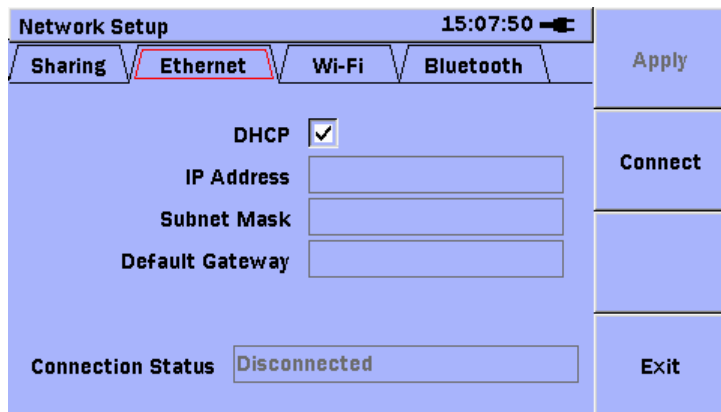 Network Setup 15:07:50
Sharing Ethernet Wi-Fi Bluetooth
Apply
DHCP
Connect
IP Address
Subnet Mask
Default Gateway
Connection Status Disconnected
Exit